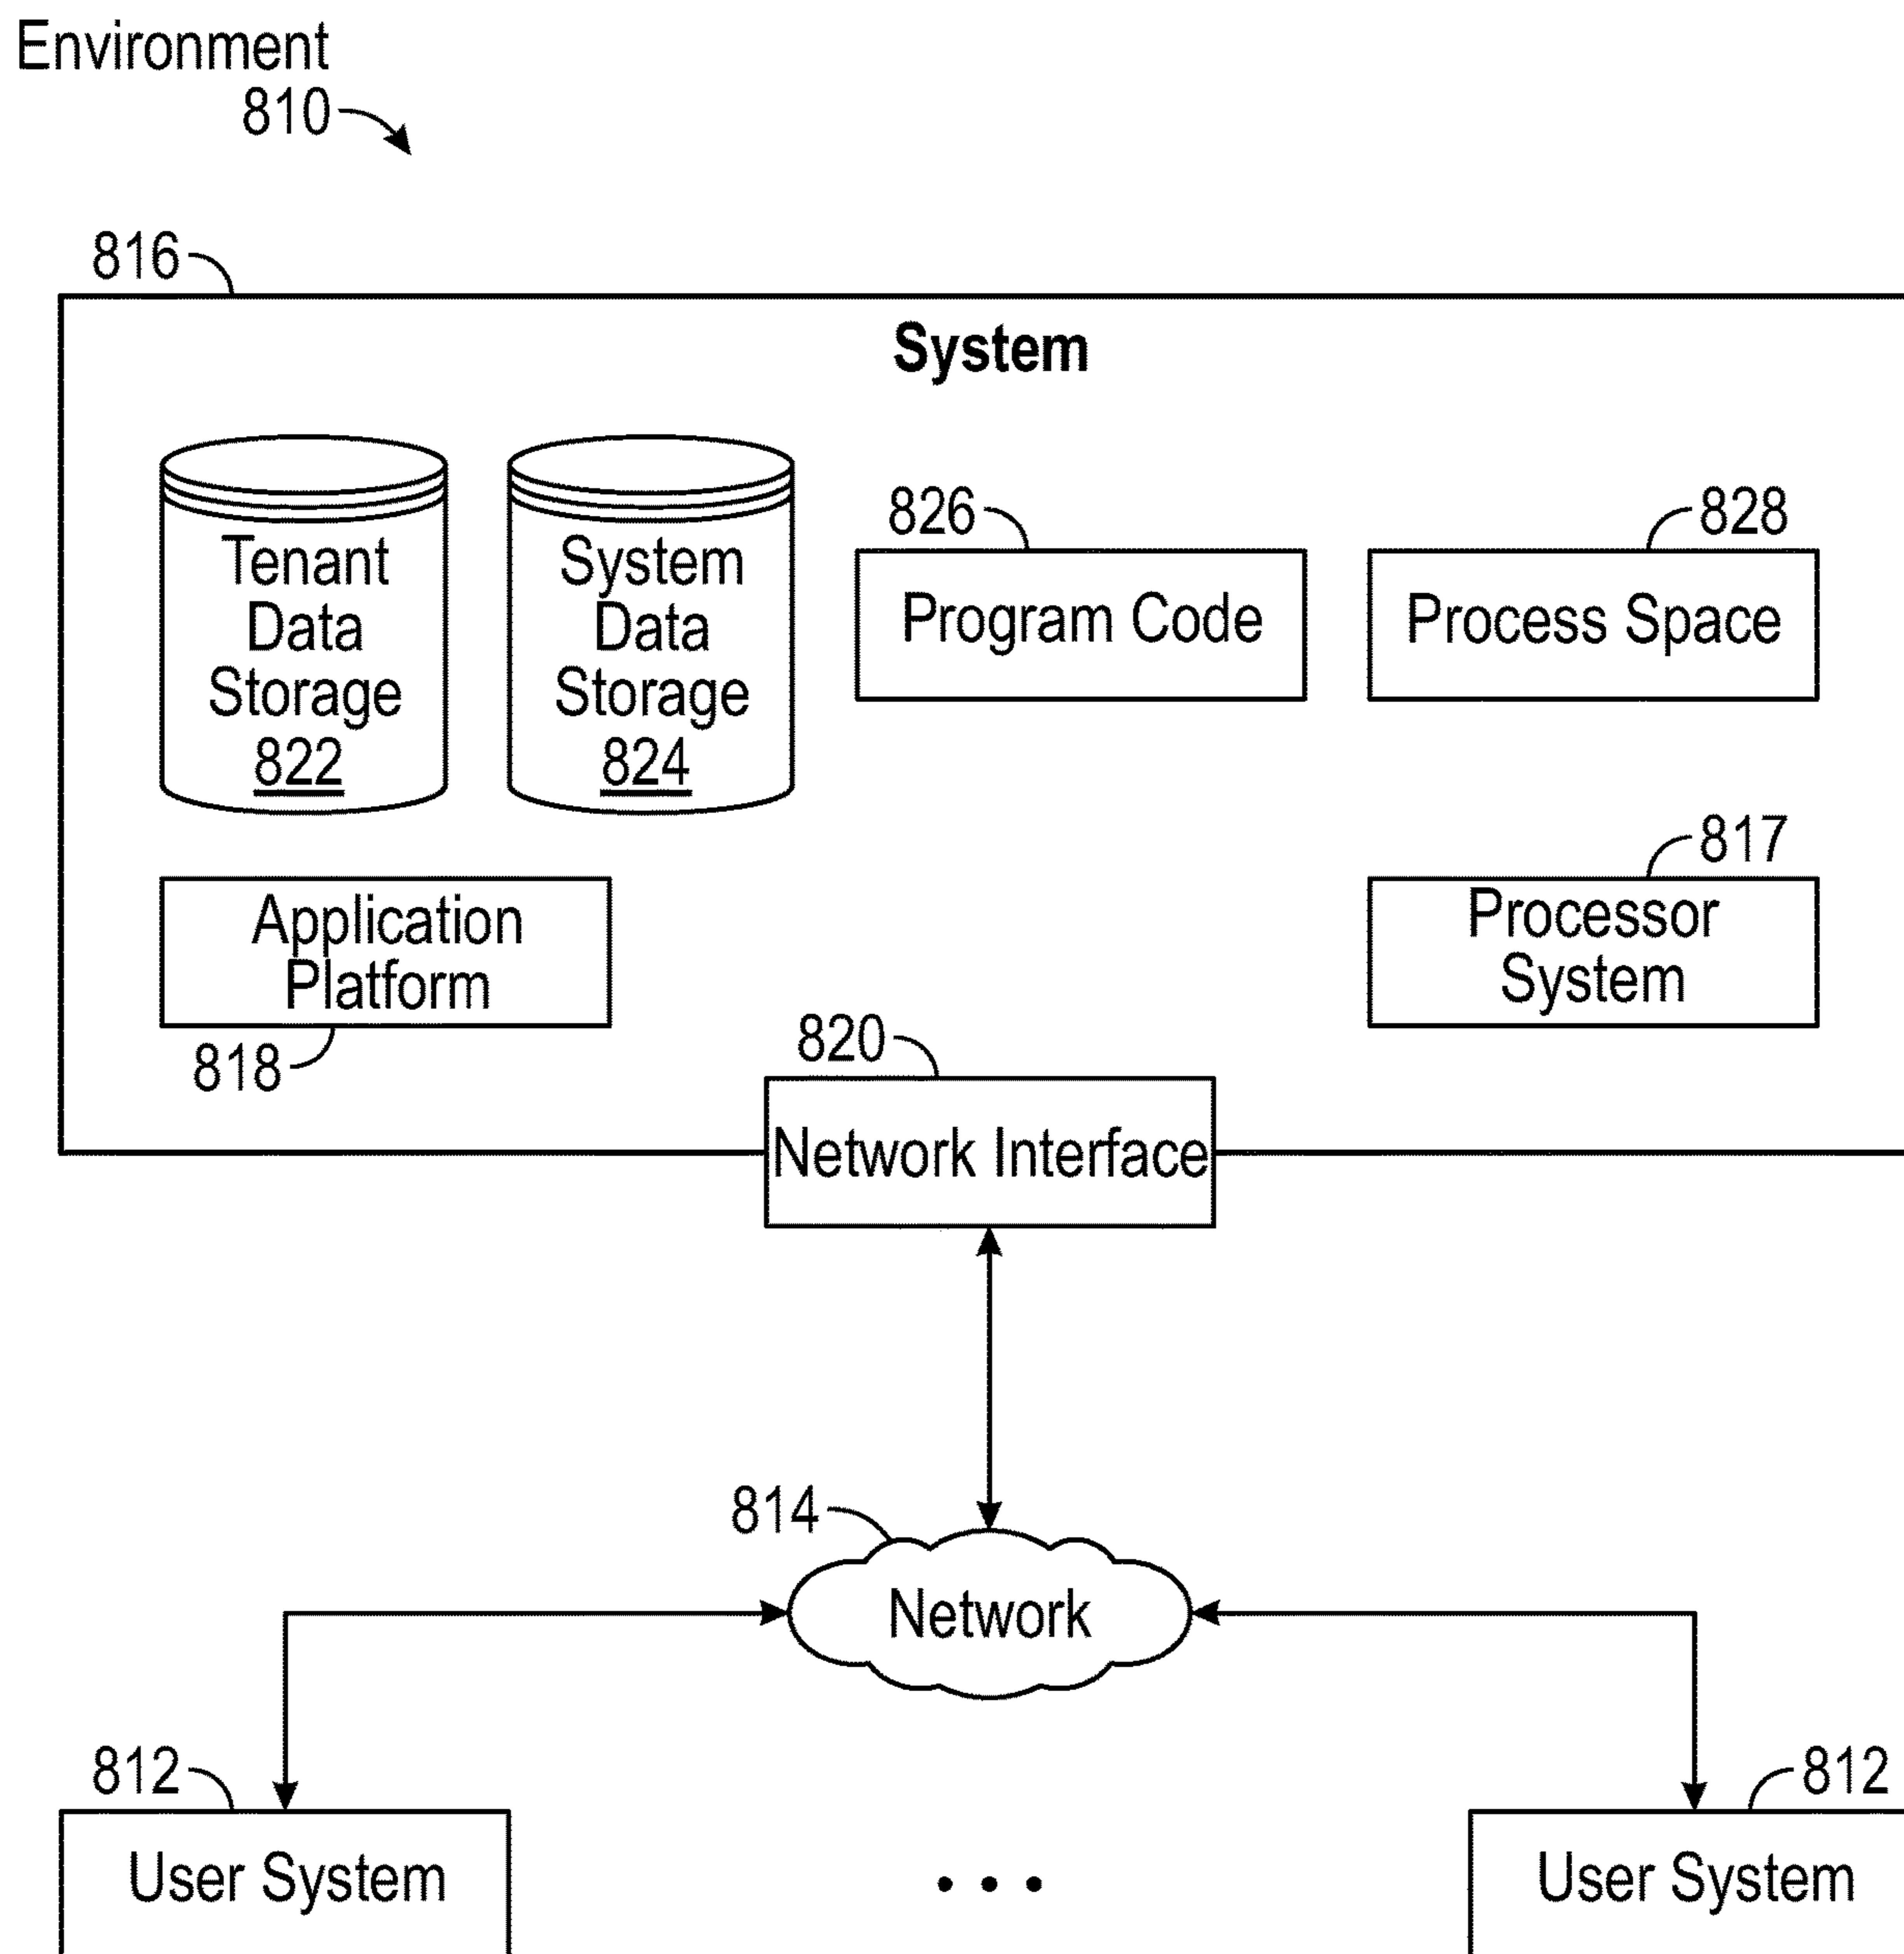 Environment
810
816
System
Tenant
Data
Storage
822
System
Data
Storage
824
826
Program Code
828
Process Space
Application
Platform
818
817
Processor
System
820
Network Interface
814
Network
812
User System
812
User System